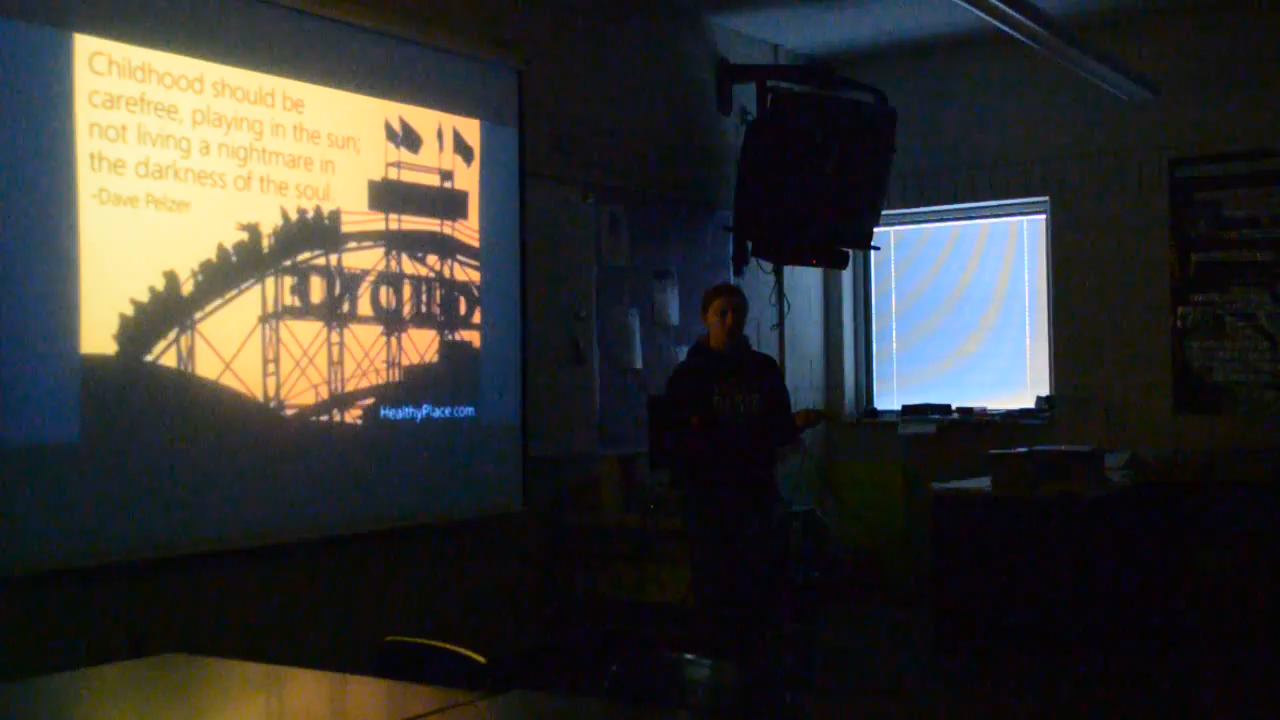 Childhood should be
carefree, playing in the sun;
not living a nightmare in
the darkness of the soul.
-Dave Pelzer
HealthyPlace.com